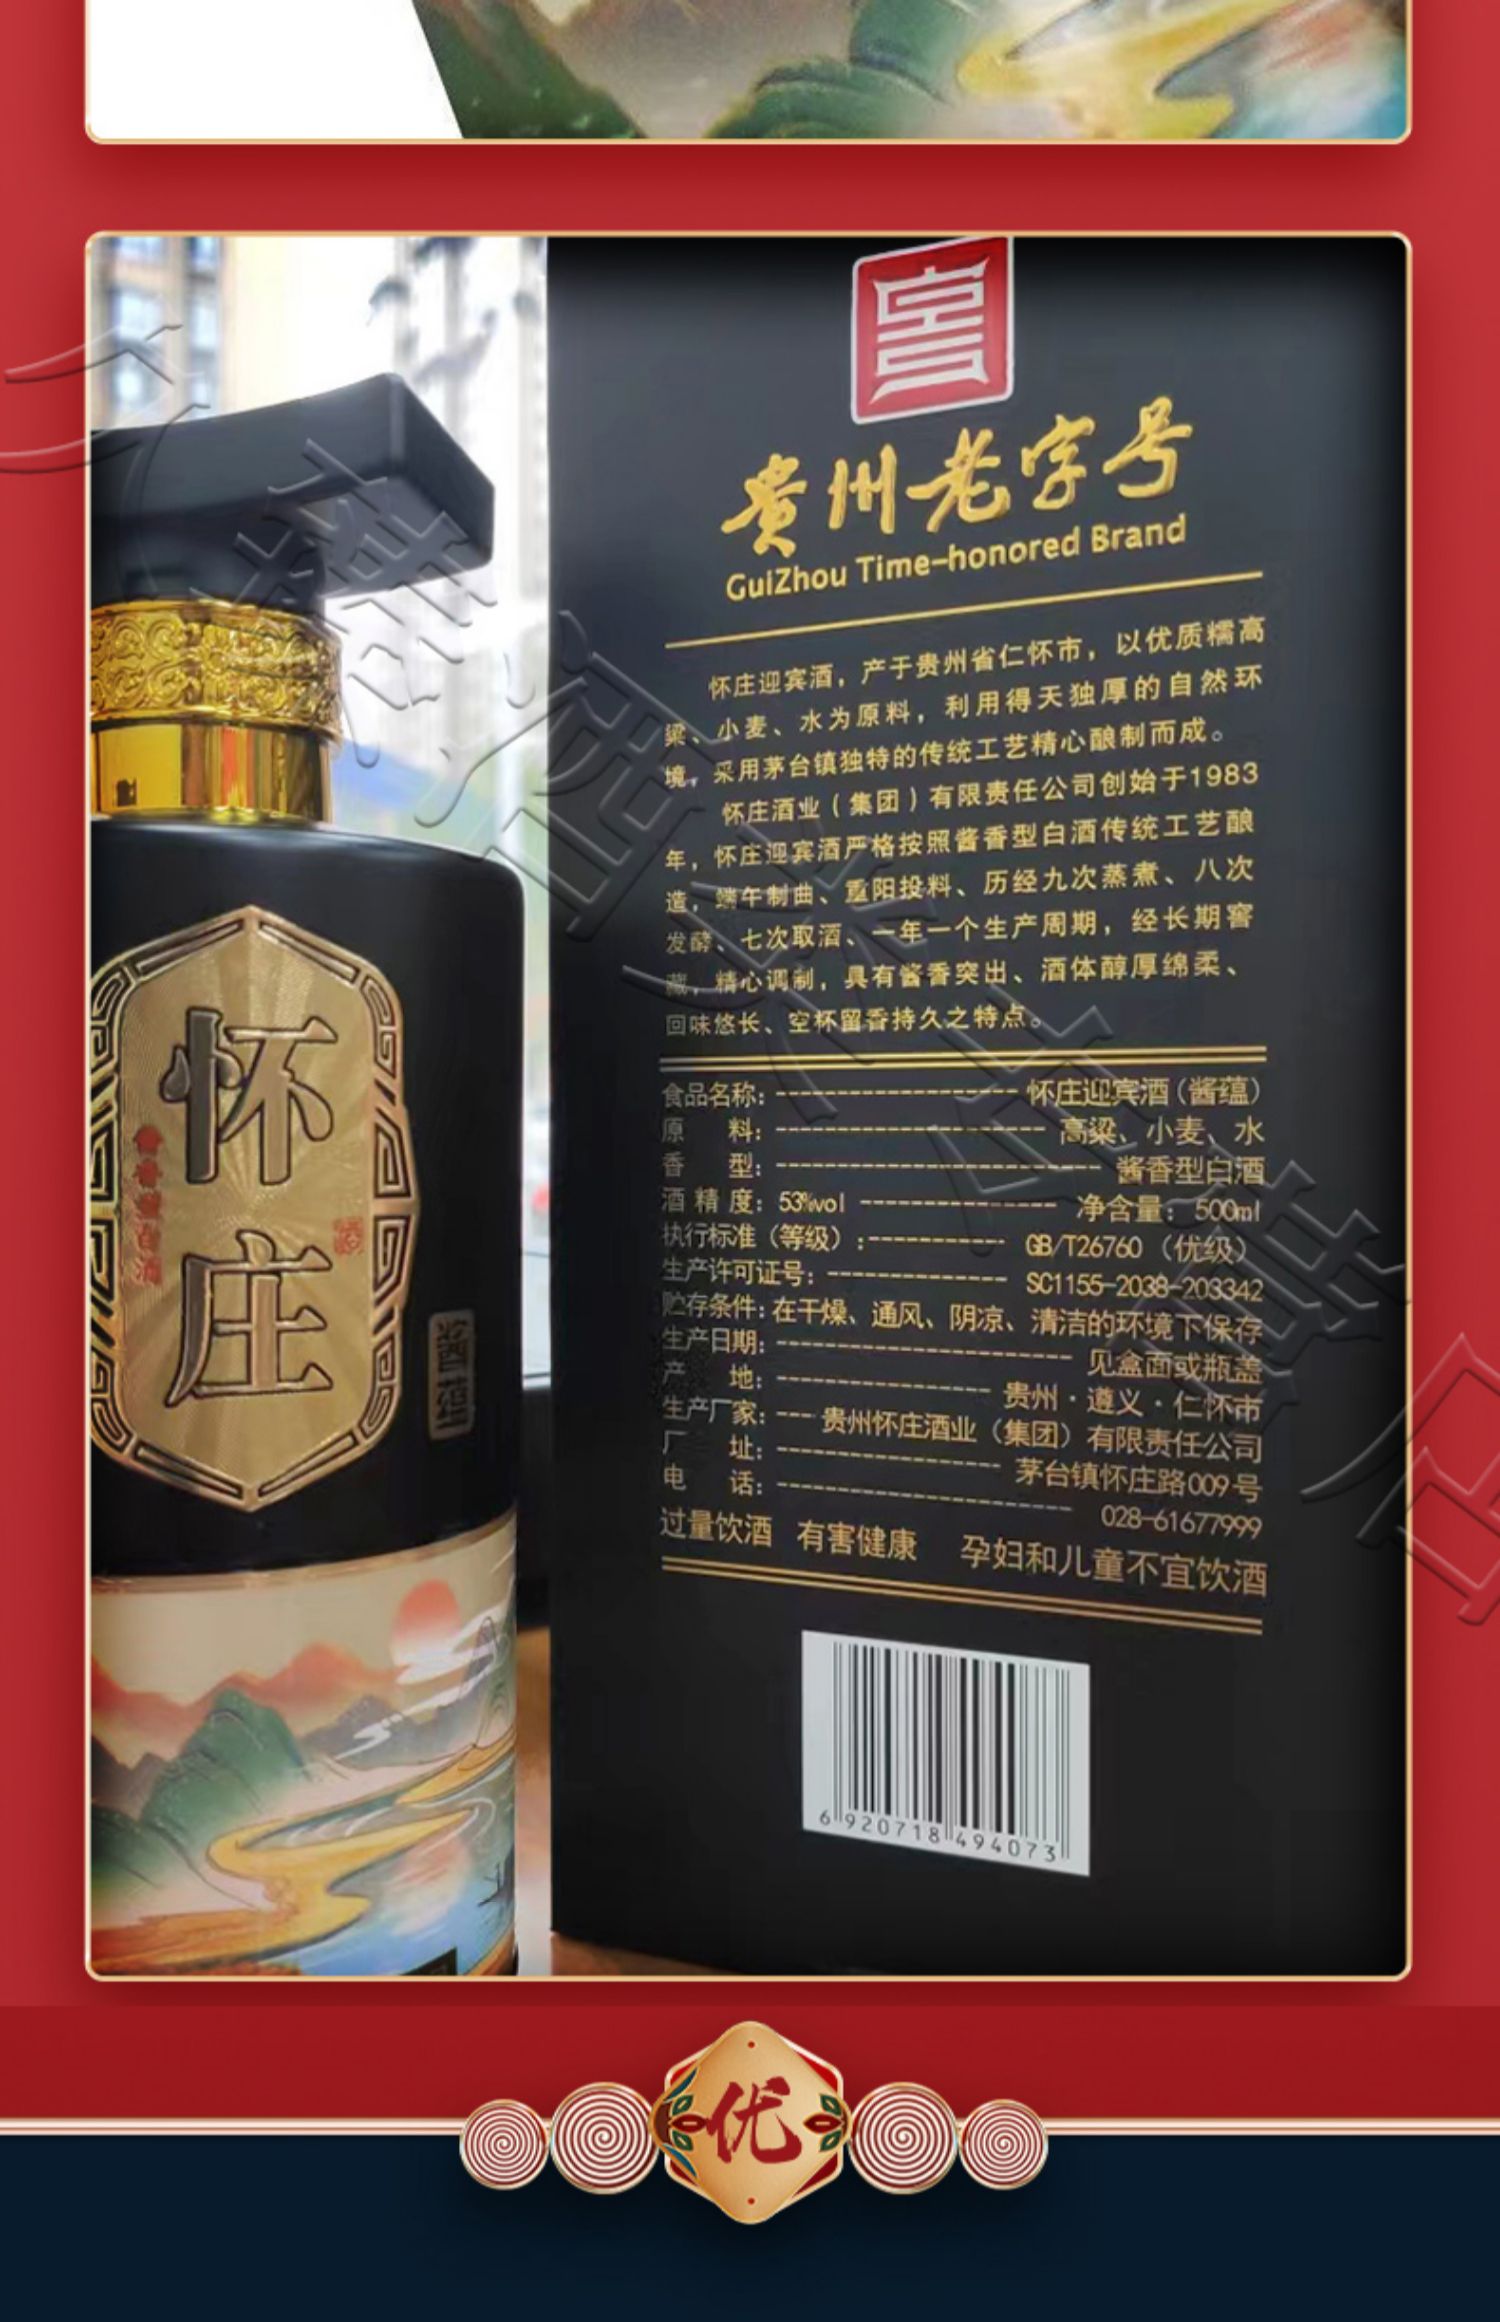 贵州老字号
GuiZhou Time-honored Brand
怀庄迎宾酒，产于贵州省仁怀市，以优质糯高
粱、小麦、水为原料，利用得天独厚的自然环
境，采用茅台镇独特的传统工艺精心酿制而成。
怀庄酒业（集团）有限责任公司创始于1983
年，怀庄迎宾酒严格按照酱香型白酒传统工艺酿
造，端午制曲、重阳投料、历经九次蒸煮、八次
发酵、七次取酒、一年一个生产周期，经长期窖
藏，精心调制，具有酱香突出、酒体醇厚绵柔、
回味悠长、空杯留香持久之特点。
食品名称：怀庄迎宾酒（酱蕴）
原料：高粱、小麦、水
香型：酱香型白酒
酒精度：53%vol 净含量：500ml
执行标准（等级）：GB/T26760（优级）
生产许可证号：SC1155-2038-203342
贮存条件：在干燥、通风、阴凉、清洁的环境下保存
生产日期：见盒面或瓶盖
产地：贵州·遵义·仁怀市
生产厂家：贵州怀庄酒业（集团）有限责任公司
厂址：茅台镇怀庄路009号
电话：028-61677999
过量饮酒 有害健康 孕妇和儿童不宜饮酒
6920718494073
怀庄
酱香型白酒
酱蕴
优